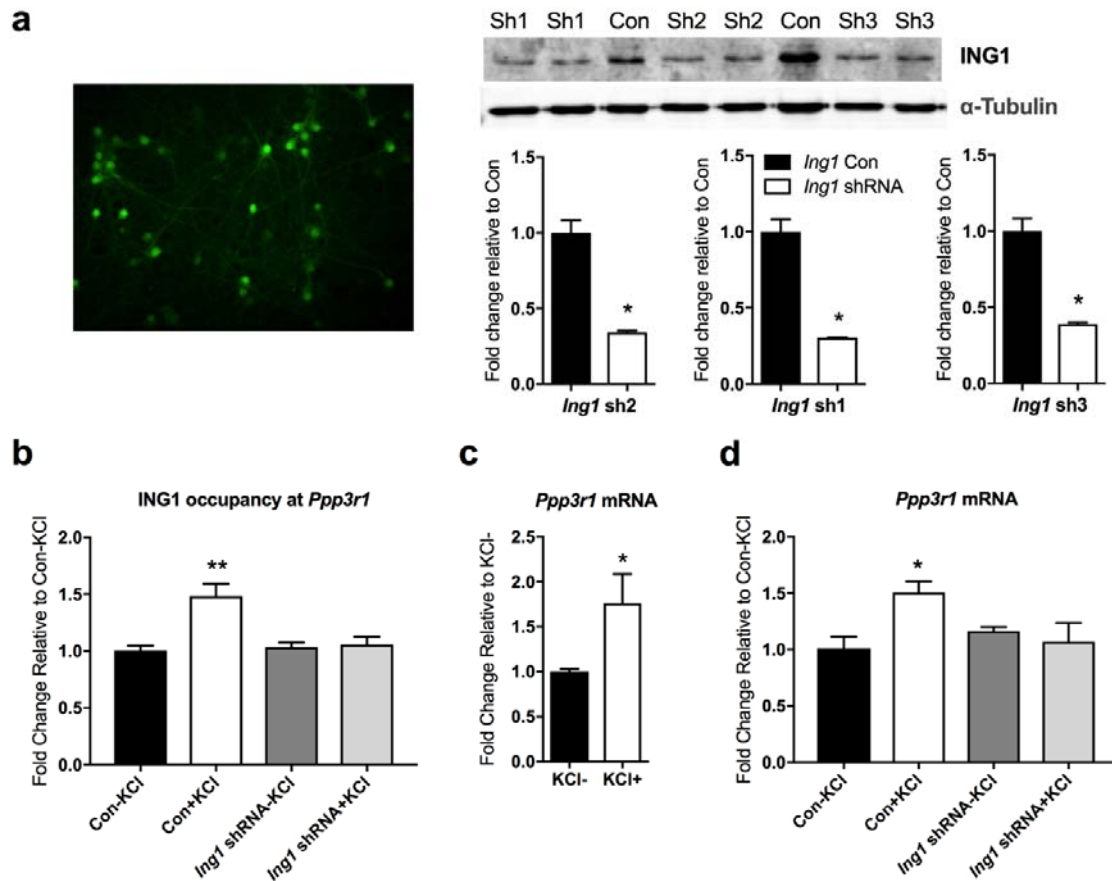 a
Sh1 Sh1 Con Sh2 Sh2 Con Sh3 Sh3
ING1
α-Tubulin
Fold change relative to Con
1.5
1.0
0.5
0.0
*
Ing1 sh2
Fold change relative to Con
1.5
1.0
0.5
0.0
Ing1 Con
Ing1 shRNA
*
Ing1 sh1
Fold change relative to Con
1.5
1.0
0.5
0.0
*
Ing1 sh3
b
ING1 occupancy at Ppp3r1
Fold Change Relative to Con-KCl
2.0
1.5
1.0
0.5
0.0
**
Con-KCl
Con+KCl
Ing1 shRNA-KCl
Ing1 shRNA+KCl
c
Ppp3r1 mRNA
Fold Change Relative to KCl-
2.5
2.0
1.5
1.0
0.5
0.0
*
KCl- KCl+
d
Ppp3r1 mRNA
Fold Change Relative to Con-KCl
2.0
1.5
1.0
0.5
0.0
*
Con-KCl
Con+KCl
Ing1 shRNA-KCl
Ing1 shRNA+KCl